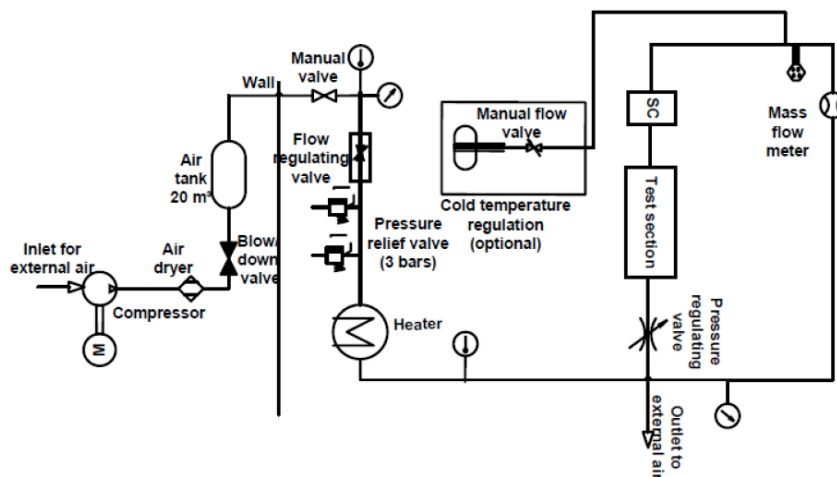 Manual
valve
Wall
Flow
regulating
valve
Air
tank
20 m³
Pressure
relief valve
(3 bars)
Blow/
down
valve
Inlet for
external air
Air
dryer
Compressor
M
Heater
Manual flow
valve
Cold temperature
regulation
(optional)
SC
Test section
Mass
flow
meter
Pressure
regulating
valve
Outlet to
external air